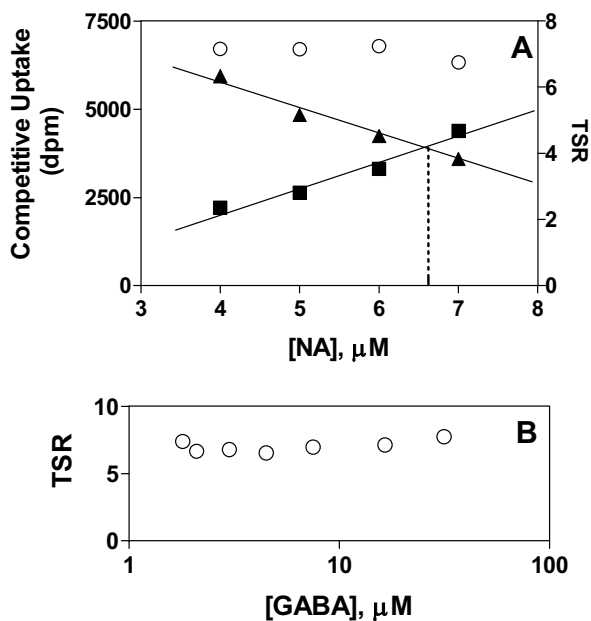 A
7500
5000
2500
0
Competitive Uptake
(dpm)
8
6
4
2
0
TSR
3 4 5 6 7 8
[NA], μM
B
10
5
0
TSR
1 10 100
[GABA], μM